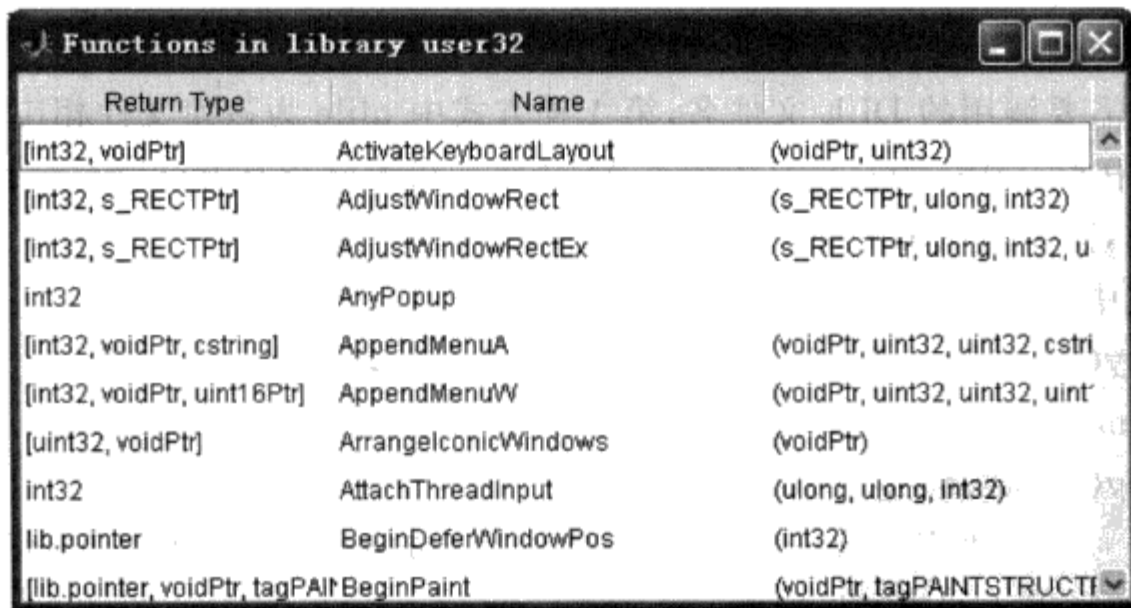 Functions in library user32
Return Type Name
[int32, voidPtr] ActivateKeyboardLayout (voidPtr, uint32)
[int32, s_RECTPtr] AdjustWindowRect (s_RECTPtr, ulong, int32)
[int32, s_RECTPtr] AdjustWindowRectEx (s_RECTPtr, ulong, int32, u
int32 AnyPopup
[int32, voidPtr, cstring] AppendMenuA (voidPtr, uint32, uint32, cstri
[int32, voidPtr, uint16Ptr] AppendMenuW (voidPtr, uint32, uint32, uint1
[uint32, voidPtr] ArrangeIconicWindows (voidPtr)
int32 AttachThreadInput (ulong, ulong, int32)
lib.pointer BeginDeferWindowPos (int32)
[lib.pointer, voidPtr, tagPAIN BeginPaint (voidPtr, tagPAINTSTRUCTF